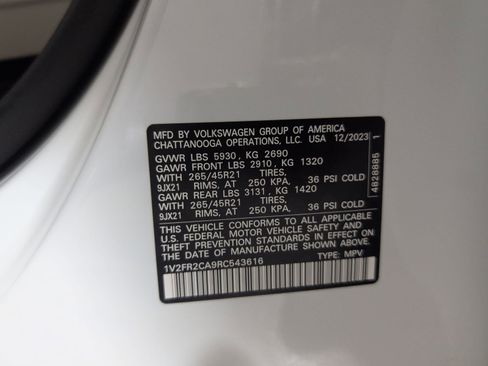 MFD BY VOLKSWAGEN GROUP OF AMERICA
CHATTANOOGA OPERATIONS, LLC. USA 12/2023
GVWR LBS 5930, KG 2690
GAWR FRONT LBS 2910, KG 1320
WITH 265/45R21 TIRES.
9JX21 RIMS, AT 250 KPA, 36 PSI COLD
GAWR REAR LBS 3131, KG 1420
WITH 265/45R21 TIRES.
9JX21 RIMS, AT 250 KPA, 36 PSI COLD
THIS VEHICLE CONFORMS TO ALL APPLICABLE
U.S. FEDERAL MOTOR VEHICLE SAFETY AND
THEFT PREVENTION STANDARDS IN EFFECT ON
THE DATE OF MANUFACTURE SHOWN ABOVE.
1V2FR2CA9RC543616 TYPE: MPV
4828885 1